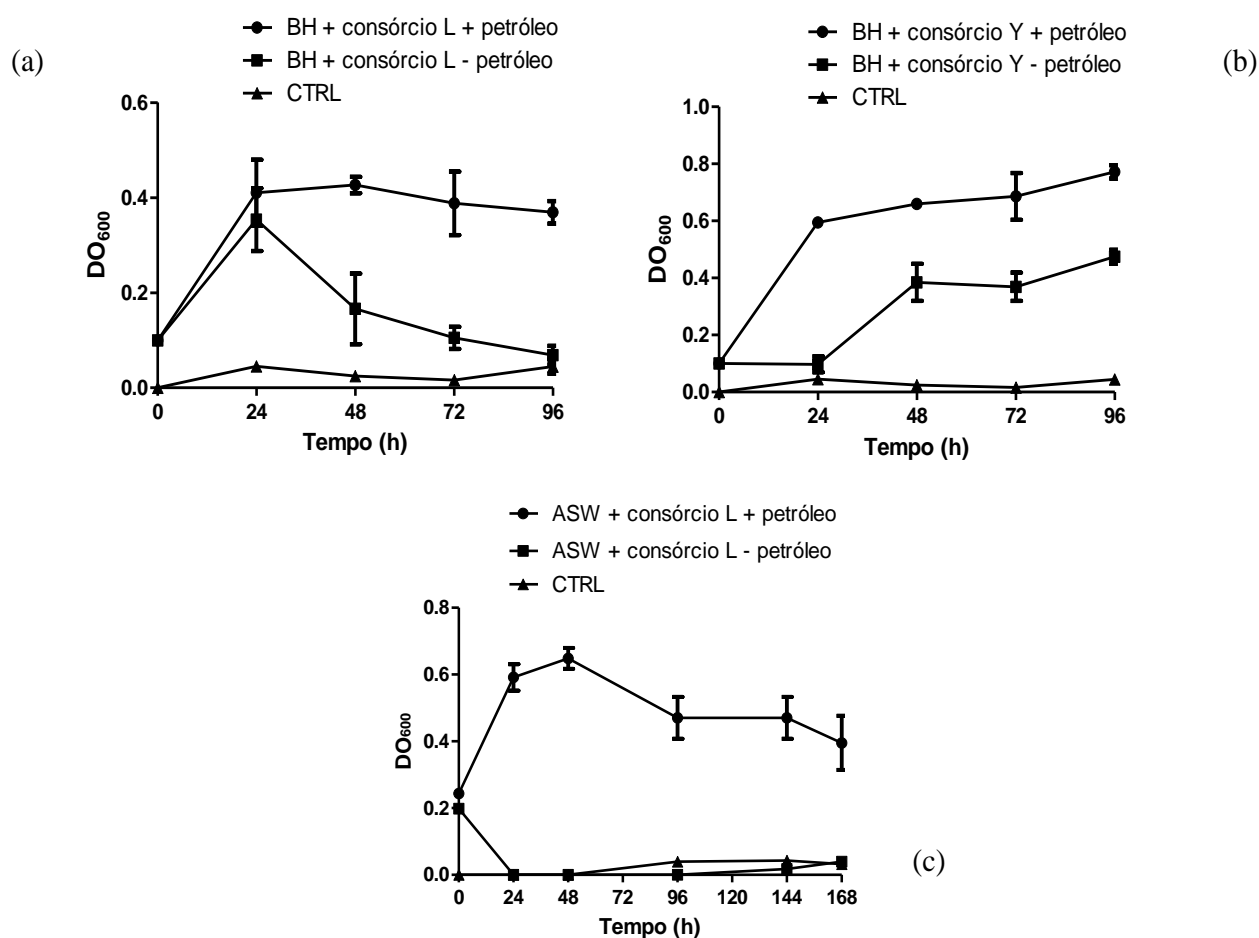 (a)
BH + consórcio L + petróleo
BH + consórcio L - petróleo
CTRL
0.6
0.4
0.2
0.0
DO600
0 24 48 72 96
Tempo (h)
(b)
BH + consórcio Y + petróleo
BH + consórcio Y - petróleo
CTRL
1.0
0.8
0.6
0.4
0.2
0.0
DO600
0 24 48 72 96
Tempo (h)
ASW + consórcio L + petróleo
ASW + consórcio L - petróleo
CTRL
0.8
0.6
0.4
0.2
0.0
DO600
0 24 48 72 96 120 144 168
Tempo (h)
(c)